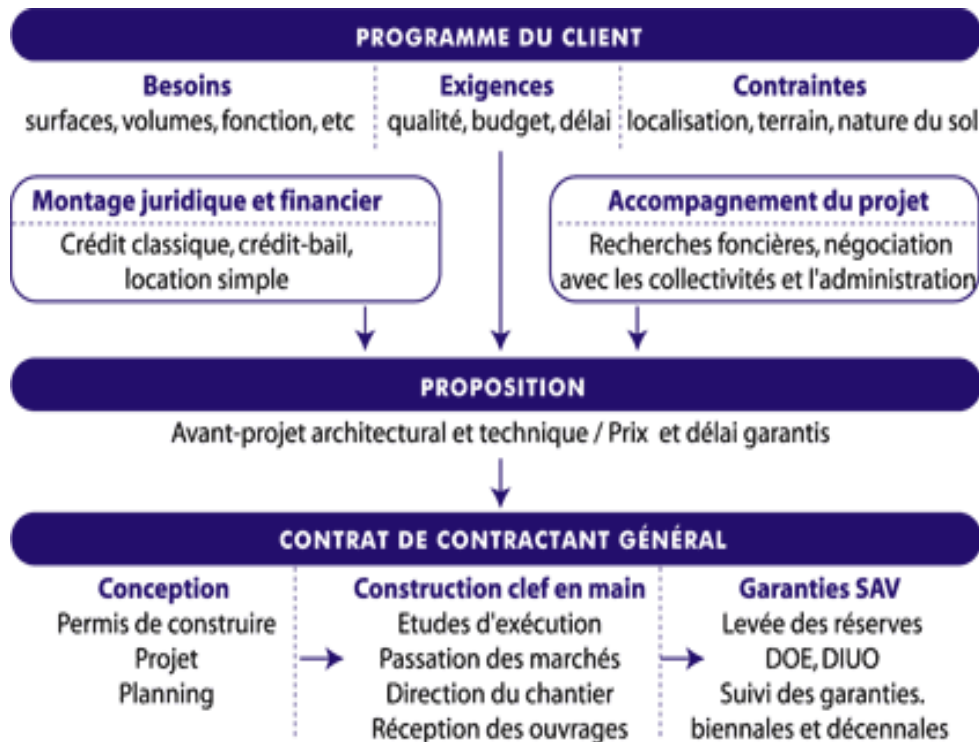 PROGRAMME DU CLIENT
Besoins
surfaces, volumes, fonction, etc
Exigences
qualité, budget, délai
Contraintes
localisation, terrain, nature du sol
Montage juridique et financier
Crédit classique, crédit-bail,
location simple
Accompagnement du projet
Recherches foncières, négociation
avec les collectivités et l'administration
PROPOSITION
Avant-projet architectural et technique / Prix et délai garantis
CONTRAT DE CONTRACTANT GÉNÉRAL
Conception
Permis de construire
Projet
Planning
Construction clef en main
Etudes d'exécution
Passation des marchés
Direction du chantier
Réception des ouvrages
Garanties SAV
Levée des réserves
DOE, DIUO
Suivi des garanties.
biennales et décennales